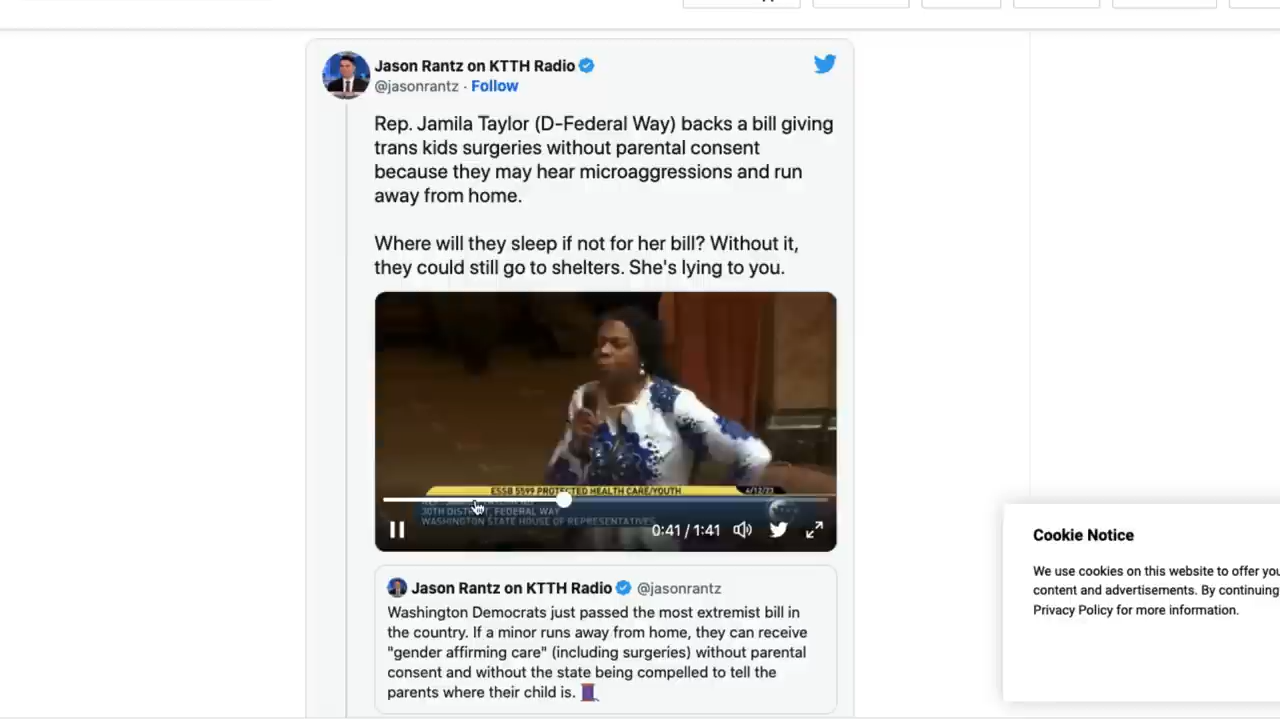 Jason Rantz on KTTH Radio
@jasonrantz · Follow
Rep. Jamila Taylor (D-Federal Way) backs a bill giving
trans kids surgeries without parental consent
because they may hear microaggressions and run
away from home.
Where will they sleep if not for her bill? Without it,
they could still go to shelters. She's lying to you.
ESSB 5599 PROTECTED HEALTH CARE/YOUTH
4/12/23
30TH DISTRICT, FEDERAL WAY
WASHINGTON STATE HOUSE OF REPRESENTATIVES
0:41 / 1:41
Jason Rantz on KTTH Radio @jasonrantz
Washington Democrats just passed the most extremist bill in
the country. If a minor runs away from home, they can receive
"gender affirming care" (including surgeries) without parental
consent and without the state being compelled to tell the
parents where their child is.
Cookie Notice
We use cookies on this website to offer you
content and advertisements. By continuing
Privacy Policy for more information.